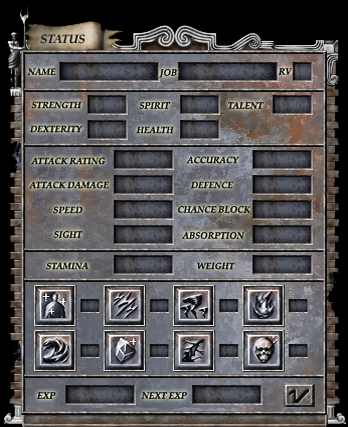 STATUS
NAME JOB RV
STRENGTH SPIRIT TALENT
DEXTERITY HEALTH
ATTACK RATING ACCURACY
ATTACK DAMAGE DEFENCE
SPEED CHANCE BLOCK
SIGHT ABSORPTION
STAMINA WEIGHT
EXP NEXT EXP